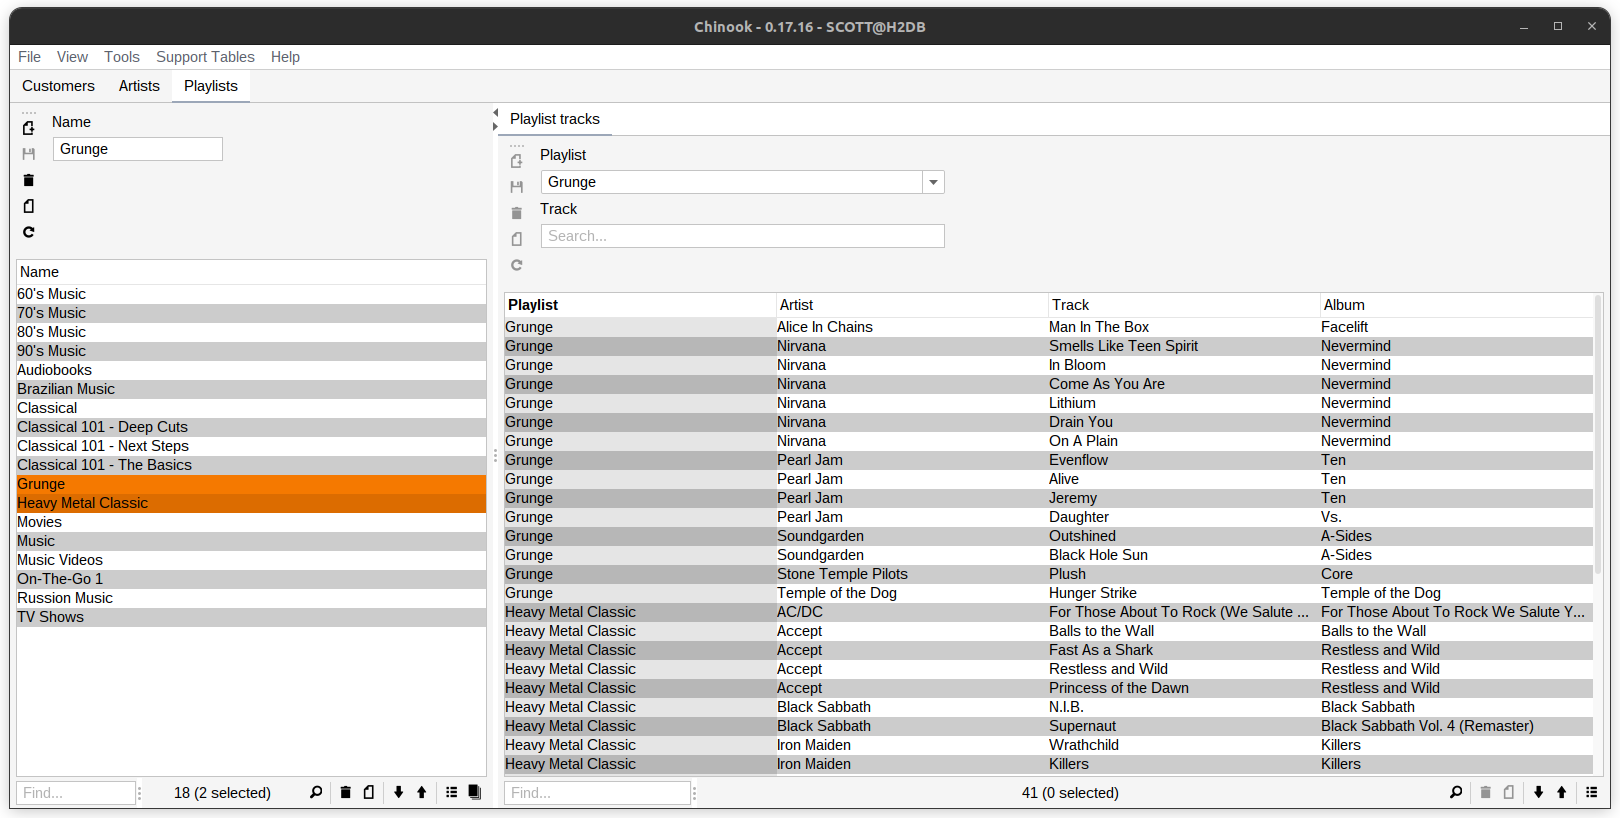 Chinook - 0.17.16 - SCOTT@H2DB
File View Tools Support Tables Help
Customers Artists Playlists
Name
Grunge
Name
60's Music
70's Music
80's Music
90's Music
Audiobooks
Brazilian Music
Classical
Classical 101 - Deep Cuts
Classical 101 - Next Steps
Classical 101 - The Basics
Grunge
Heavy Metal Classic
Movies
Music
Music Videos
On-The-Go 1
Russion Music
TV Shows
Find... 18 (2 selected)
Playlist tracks
Playlist
Grunge
Track
Search...
Playlist Artist Track Album
Grunge Alice In Chains Man In The Box Facelift
Grunge Nirvana Smells Like Teen Spirit Nevermind
Grunge Nirvana In Bloom Nevermind
Grunge Nirvana Come As You Are Nevermind
Grunge Nirvana Lithium Nevermind
Grunge Nirvana Drain You Nevermind
Grunge Nirvana On A Plain Nevermind
Grunge Pearl Jam Evenflow Ten
Grunge Pearl Jam Alive Ten
Grunge Pearl Jam Jeremy Ten
Grunge Pearl Jam Daughter Vs.
Grunge Soundgarden Outshined A-Sides
Grunge Soundgarden Black Hole Sun A-Sides
Grunge Stone Temple Pilots Plush Core
Grunge Temple of the Dog Hunger Strike Temple of the Dog
Heavy Metal Classic AC/DC For Those About To Rock (We Salute ... For Those About To Rock We Salute Y...
Heavy Metal Classic Accept Balls to the Wall Balls to the Wall
Heavy Metal Classic Accept Fast As a Shark Restless and Wild
Heavy Metal Classic Accept Restless and Wild Restless and Wild
Heavy Metal Classic Accept Princess of the Dawn Restless and Wild
Heavy Metal Classic Black Sabbath N.I.B. Black Sabbath
Heavy Metal Classic Black Sabbath Supernaut Black Sabbath Vol. 4 (Remaster)
Heavy Metal Classic Iron Maiden Wrathchild Killers
Heavy Metal Classic Iron Maiden Killers Killers
Find... 41 (0 selected)